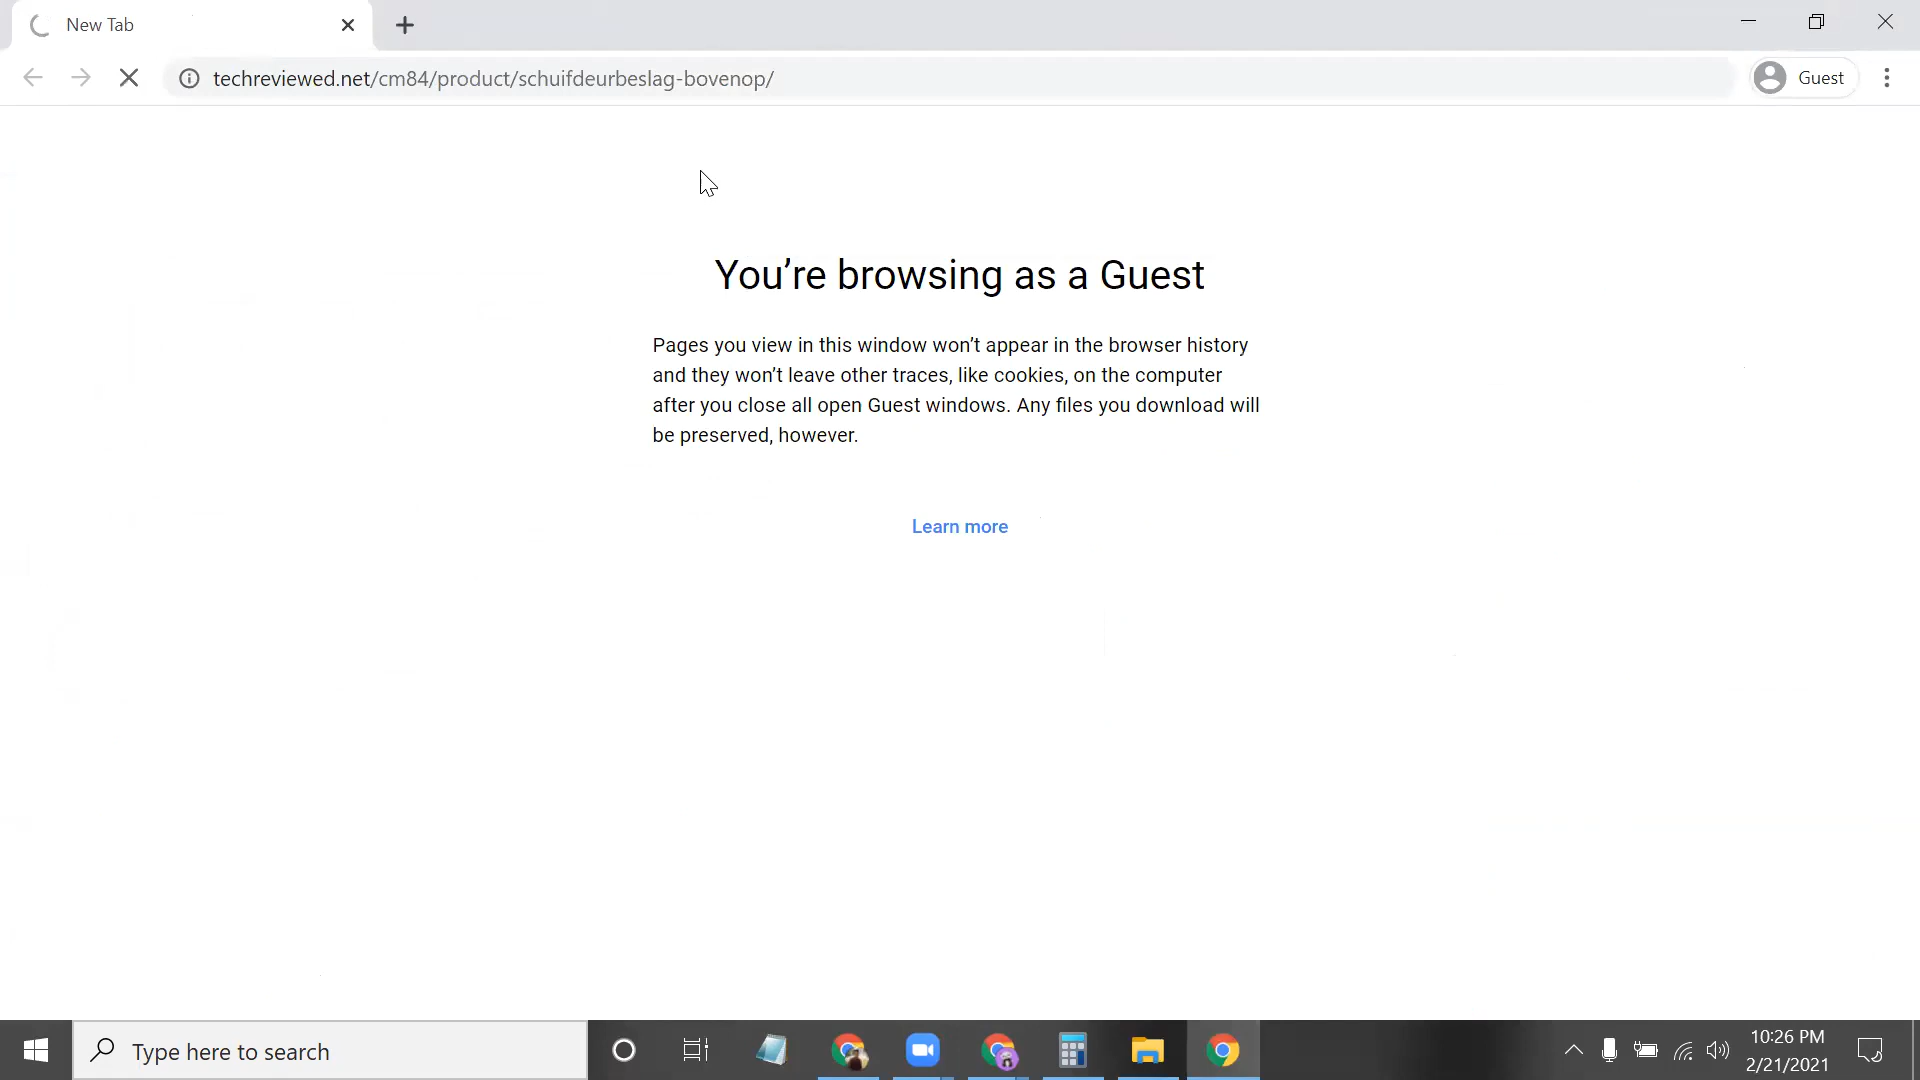 New Tab
techreviewed.net/cm84/product/schuifdeurbeslag-bovenop/
Guest
You’re browsing as a Guest
Pages you view in this window won’t appear in the browser history
and they won’t leave other traces, like cookies, on the computer
after you close all open Guest windows. Any files you download will
be preserved, however.
Learn more
Type here to search
10:26 PM
2/21/2021